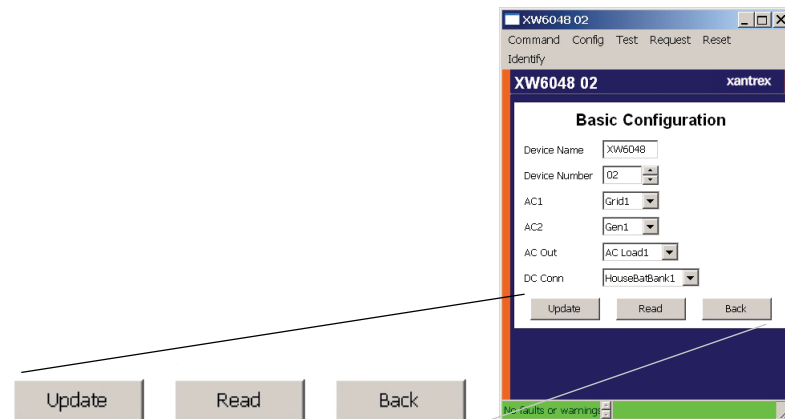 XW6048 02
Command Config Test Request Reset
Identify
XW6048 02 xantrex
Basic Configuration
Device Name XW6048
Device Number 02
AC1 Grid1
AC2 Gen1
AC Out AC Load1
DC Conn HouseBatBank1
Update Read Back
No faults or warnings
Update Read Back